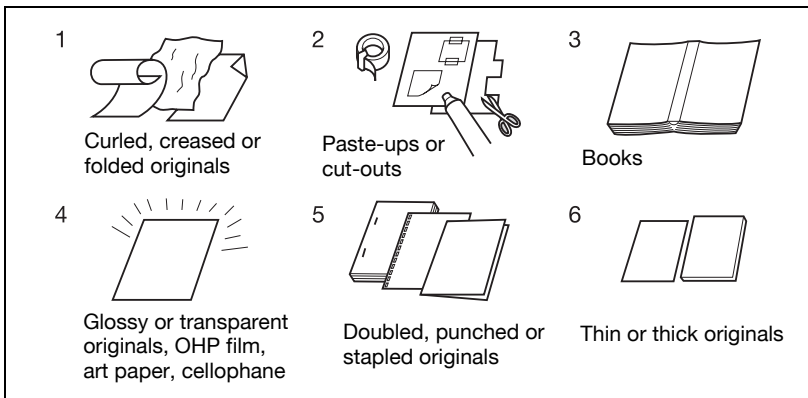 1
Curled, creased or
folded originals
2
Paste-ups or
cut-outs
3
Books
4
Glossy or transparent
originals, OHP film,
art paper, cellophane
5
Doubled, punched or
stapled originals
6
Thin or thick originals